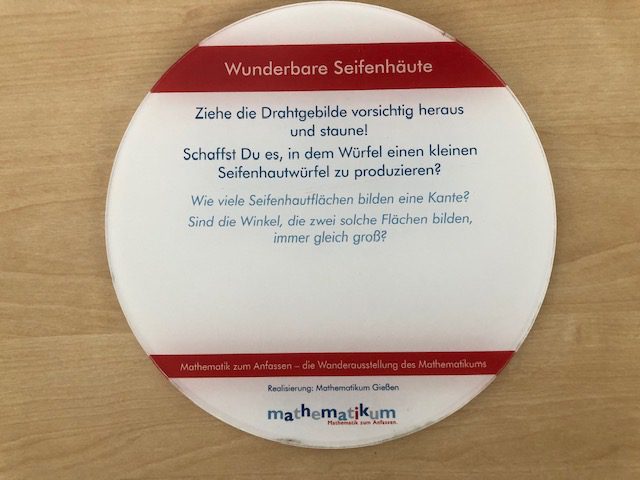 Wunderbare Seifenhäute
Ziehe die Drahtgebilde vorsichtig heraus
und staune!
Schaffst Du es, in dem Würfel einen kleinen
Seifenhautwürfel zu produzieren?
Wie viele Seifenhautflächen bilden eine Kante?
Sind die Winkel, die zwei solche Flächen bilden,
immer gleich groß?
Mathematik zum Anfassen – die Wanderausstellung des Mathematikums
Realisierung: Mathematikum Gießen
mathematikum
Mathematik zum Anfassen.